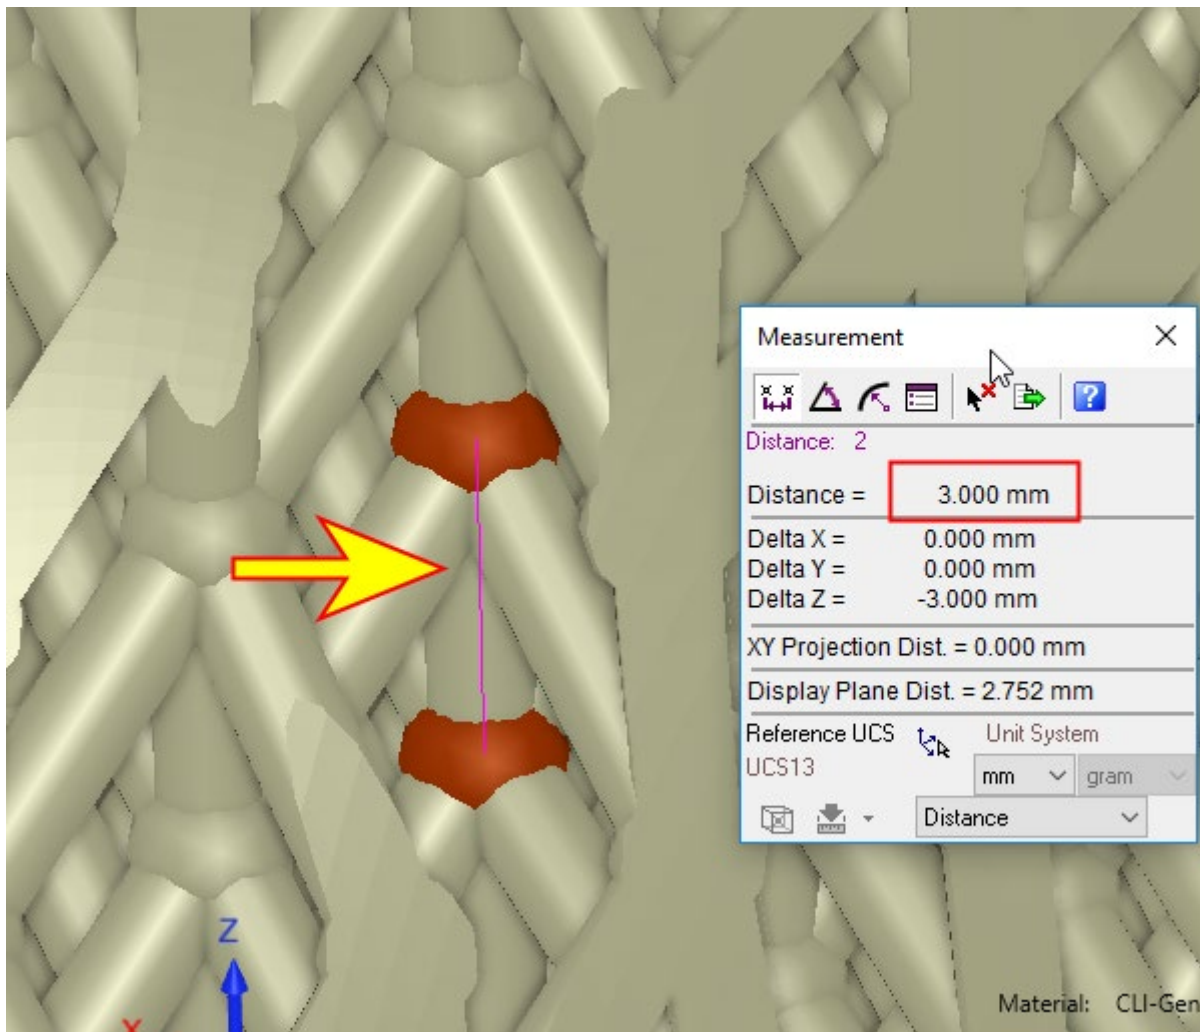 Measurement
Distance: 2
Distance = 3.000 mm
Delta X = 0.000 mm
Delta Y = 0.000 mm
Delta Z = -3.000 mm
XY Projection Dist. = 0.000 mm
Display Plane Dist. = 2.752 mm
Reference UCS Unit System
UCS13
mm gram
Distance
Z
X
Material: CLI-Gen